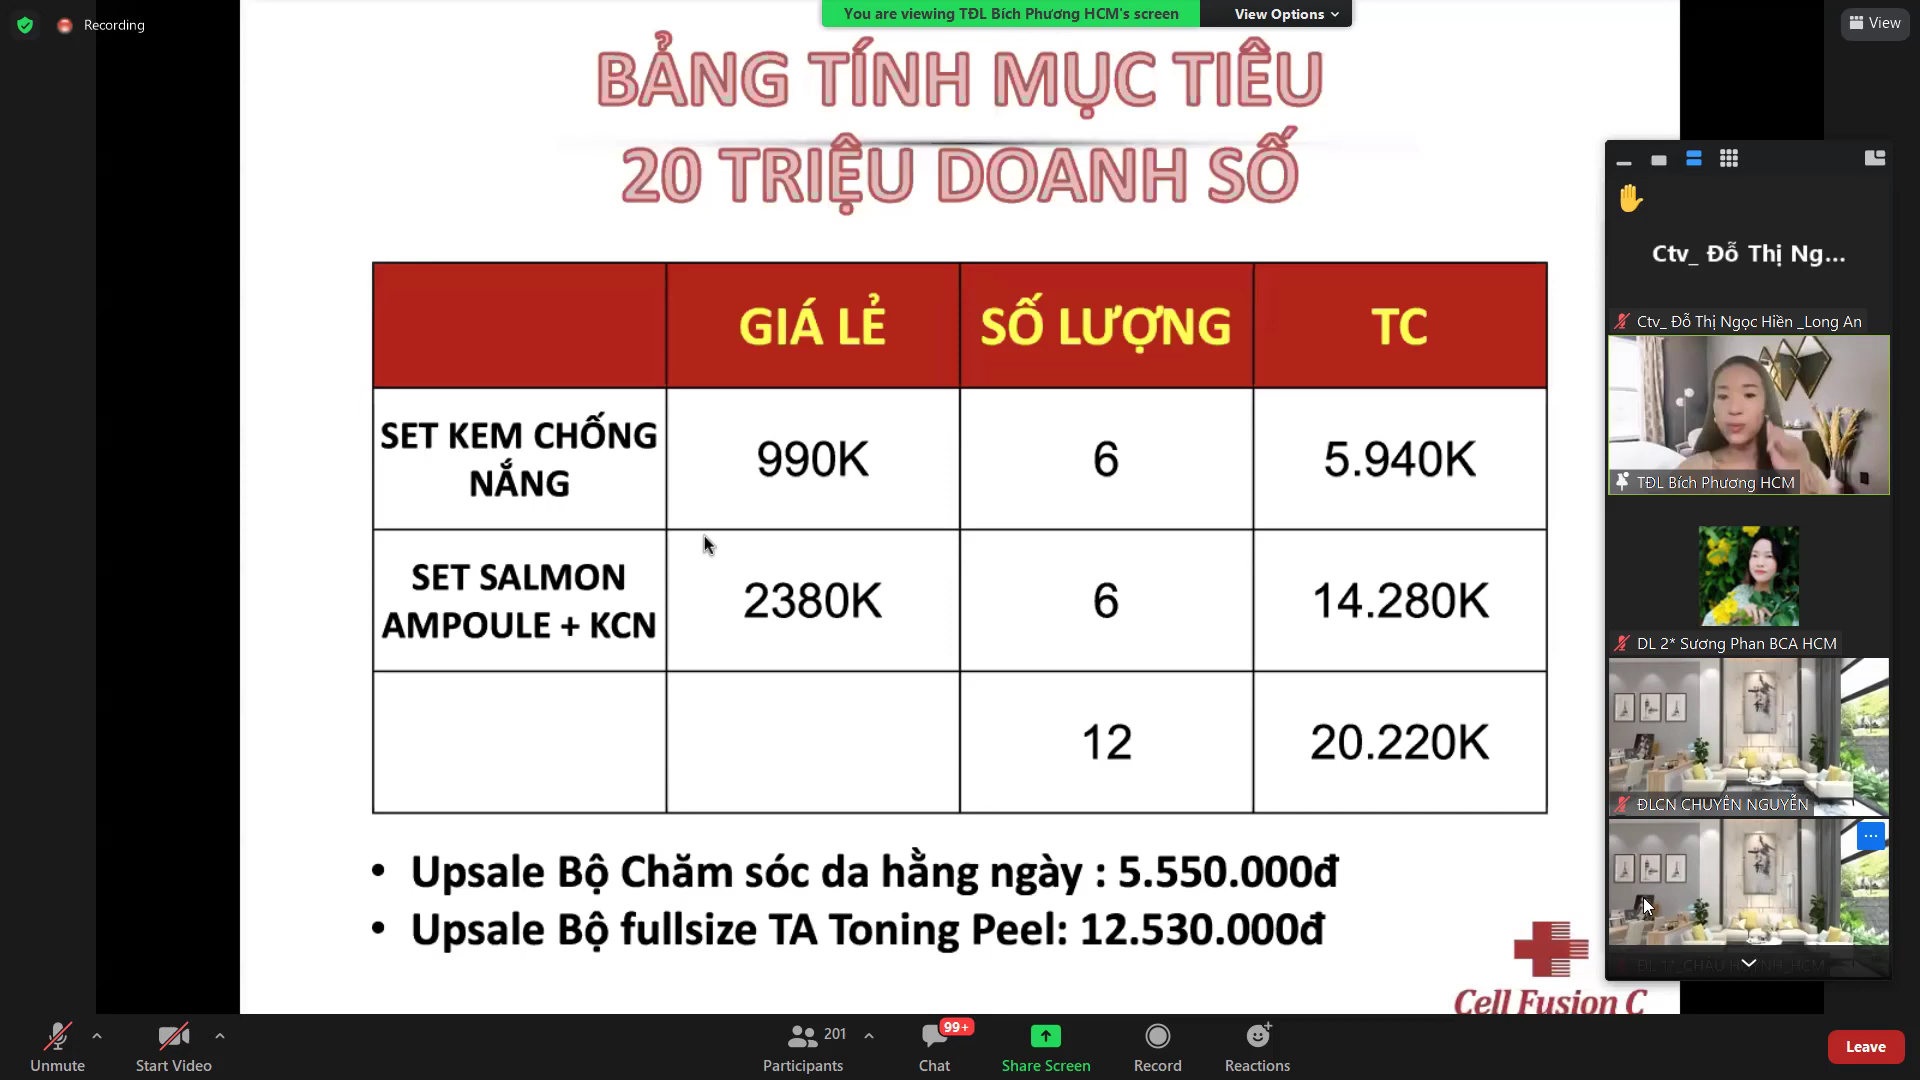 Recording
You are viewing TĐL Bích Phương HCM's screen
View Options
View
BẢNG TÍNH MỤC TIÊU
20 TRIỆU DOANH SỐ
GIÁ LẺ
SỐ LƯỢNG
TC
SET KEM CHỐNG
NẮNG
990K
6
5.940K
SET SALMON
AMPOULE + KCN
2380K
6
14.280K
12
20.220K
• Upsale Bộ Chăm sóc da hằng ngày : 5.550.000đ
• Upsale Bộ fullsize TA Toning Peel: 12.530.000đ
Cell Fusion C
Ctv_ Đỗ Thị Ng...
Ctv_ Đỗ Thị Ngọc Hiền _Long An
TĐL Bích Phương HCM
DL 2* Sương Phan BCA HCM
ĐLCN CHUYÊN NGUYỄN
Unmute
Start Video
201
Participants
99+
Chat
Share Screen
Record
Reactions
Leave